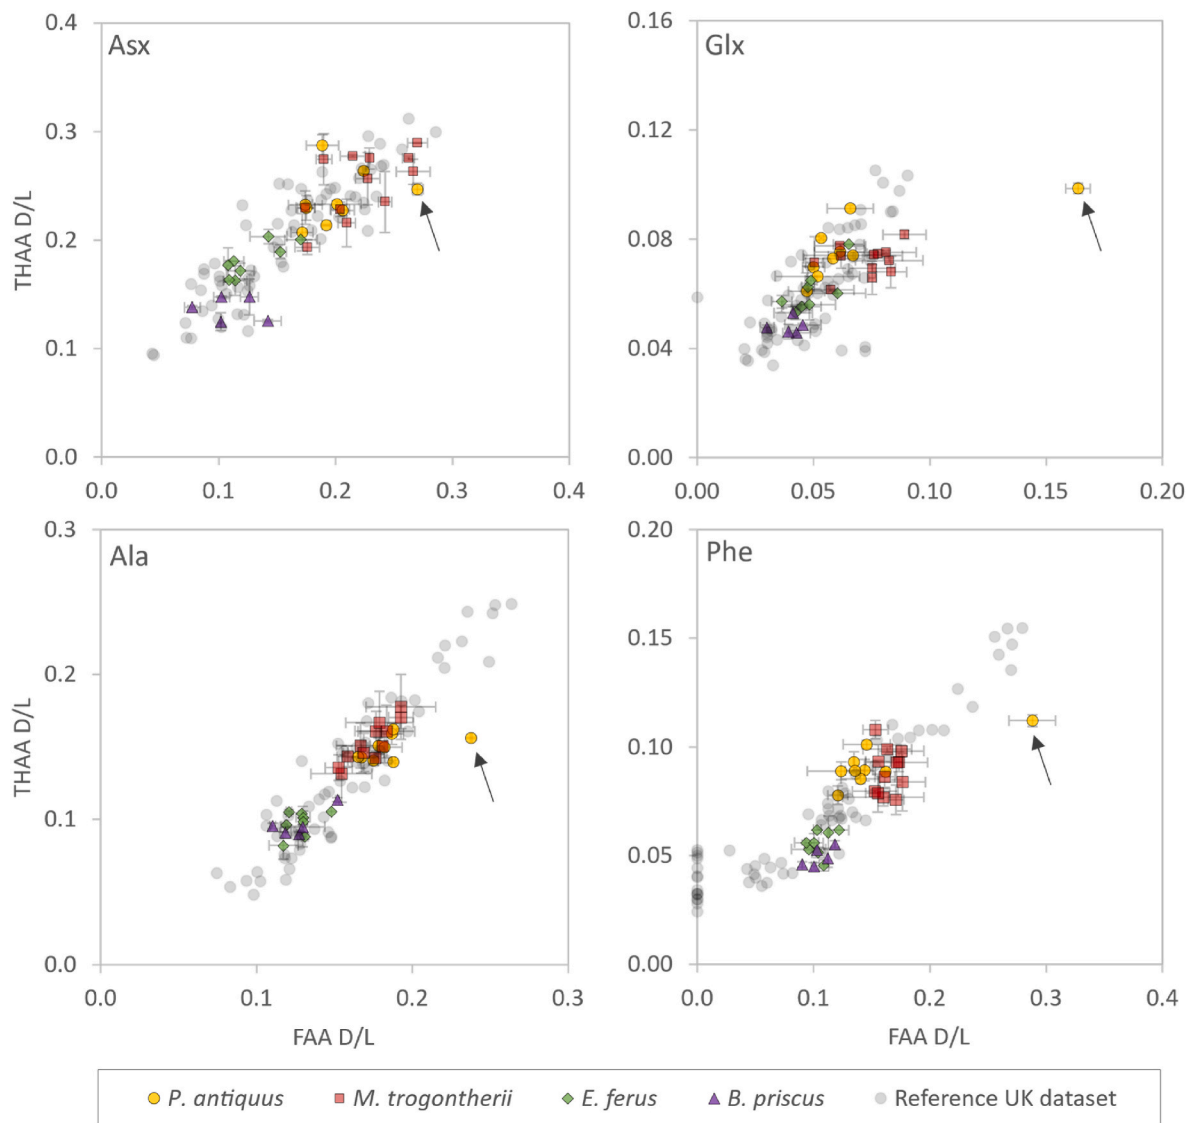 Asx
THAA D/L
0.4
0.3
0.2
0.1
0.0
0.0 0.1 0.2 0.3 0.4
Glx
0.16
0.12
0.08
0.04
0.00
0.00 0.05 0.10 0.15 0.20
Ala
THAA D/L
0.3
0.2
0.1
0.0
0.0 0.1 0.2 0.3
FAA D/L
Phe
0.20
0.15
0.10
0.05
0.00
0.0 0.1 0.2 0.3 0.4
FAA D/L
P. antiquus M. trogontherii E. ferus B. priscus Reference UK dataset